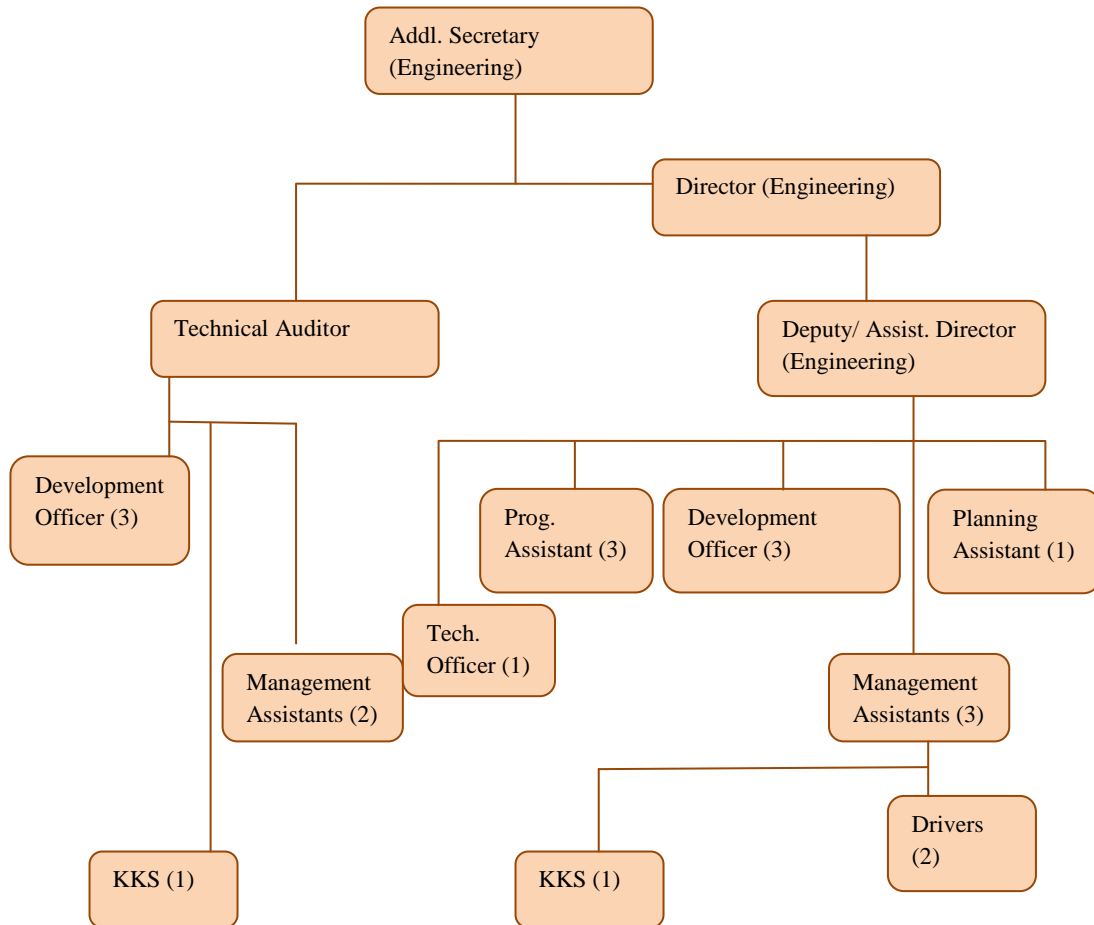 Addl. Secretary
(Engineering)
Director (Engineering)
Technical Auditor
Deputy/ Assist. Director
(Engineering)
Development
Officer (3)
Prog.
Assistant (3)
Development
Officer (3)
Planning
Assistant (1)
Tech.
Officer (1)
Management
Assistants (2)
Management
Assistants (3)
Drivers
(2)
KKS (1)
KKS (1)